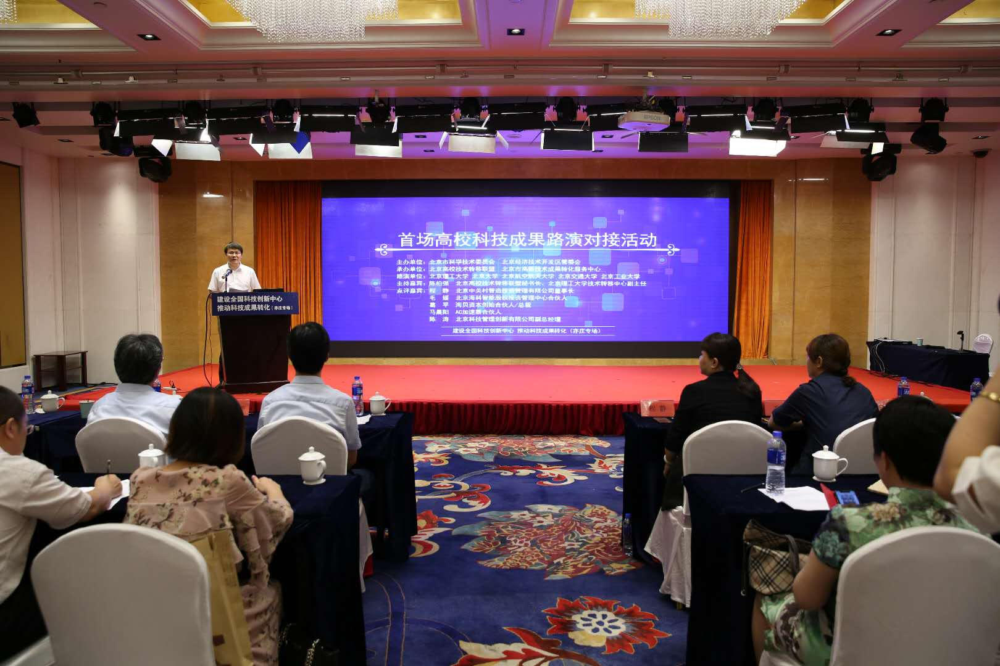 EPSON
首场高校科技成果路演对接活动
主办单位：北京市科学技术委员会 北京经济技术开发区管委会
承办单位：北京高校技术转移联盟 北京市高新技术成果转化服务中心
路演单位：北京理工大学 北京大学 北京航空航天大学 北京交通大学 北京工业大学
主持嘉宾：陈柏强 北京高校技术转移联盟秘书长、北京理工大学技术转移中心副主任
点评嘉宾：程 静 北京中关村智造投资管理有限公司董事长
毛 媛 北京海科智能股权投资管理中心合伙人
葛 平 海贝资本创始合伙人/总裁
马晨阳 AC加速器合伙人
陈 涛 北京科技管理创新有限公司副总经理
建设全国科技创新中心 推动科技成果转化（亦庄专场）
建设全国科技创新中心
推动科技成果转化（亦庄专场）
程 静